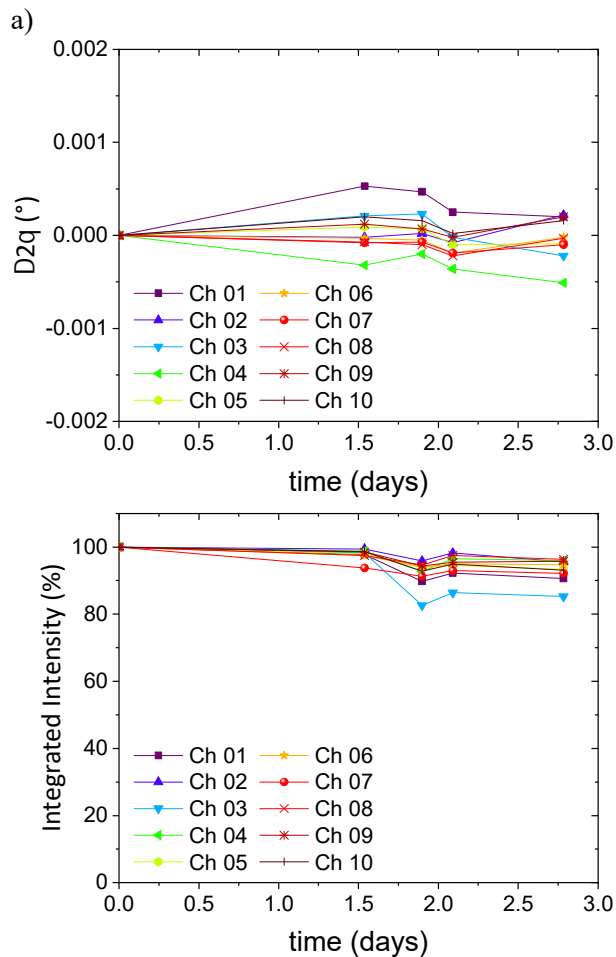 a)
0.002
0.001
0.000
-0.001
-0.002
D2q (°)
Ch 01 Ch 06
Ch 02 Ch 07
Ch 03 Ch 08
Ch 04 Ch 09
Ch 05 Ch 10
0.0 0.5 1.0 1.5 2.0 2.5 3.0
time (days)
100
80
60
40
20
0
Integrated Intensity (%)
Ch 01 Ch 06
Ch 02 Ch 07
Ch 03 Ch 08
Ch 04 Ch 09
Ch 05 Ch 10
0.0 0.5 1.0 1.5 2.0 2.5 3.0
time (days)